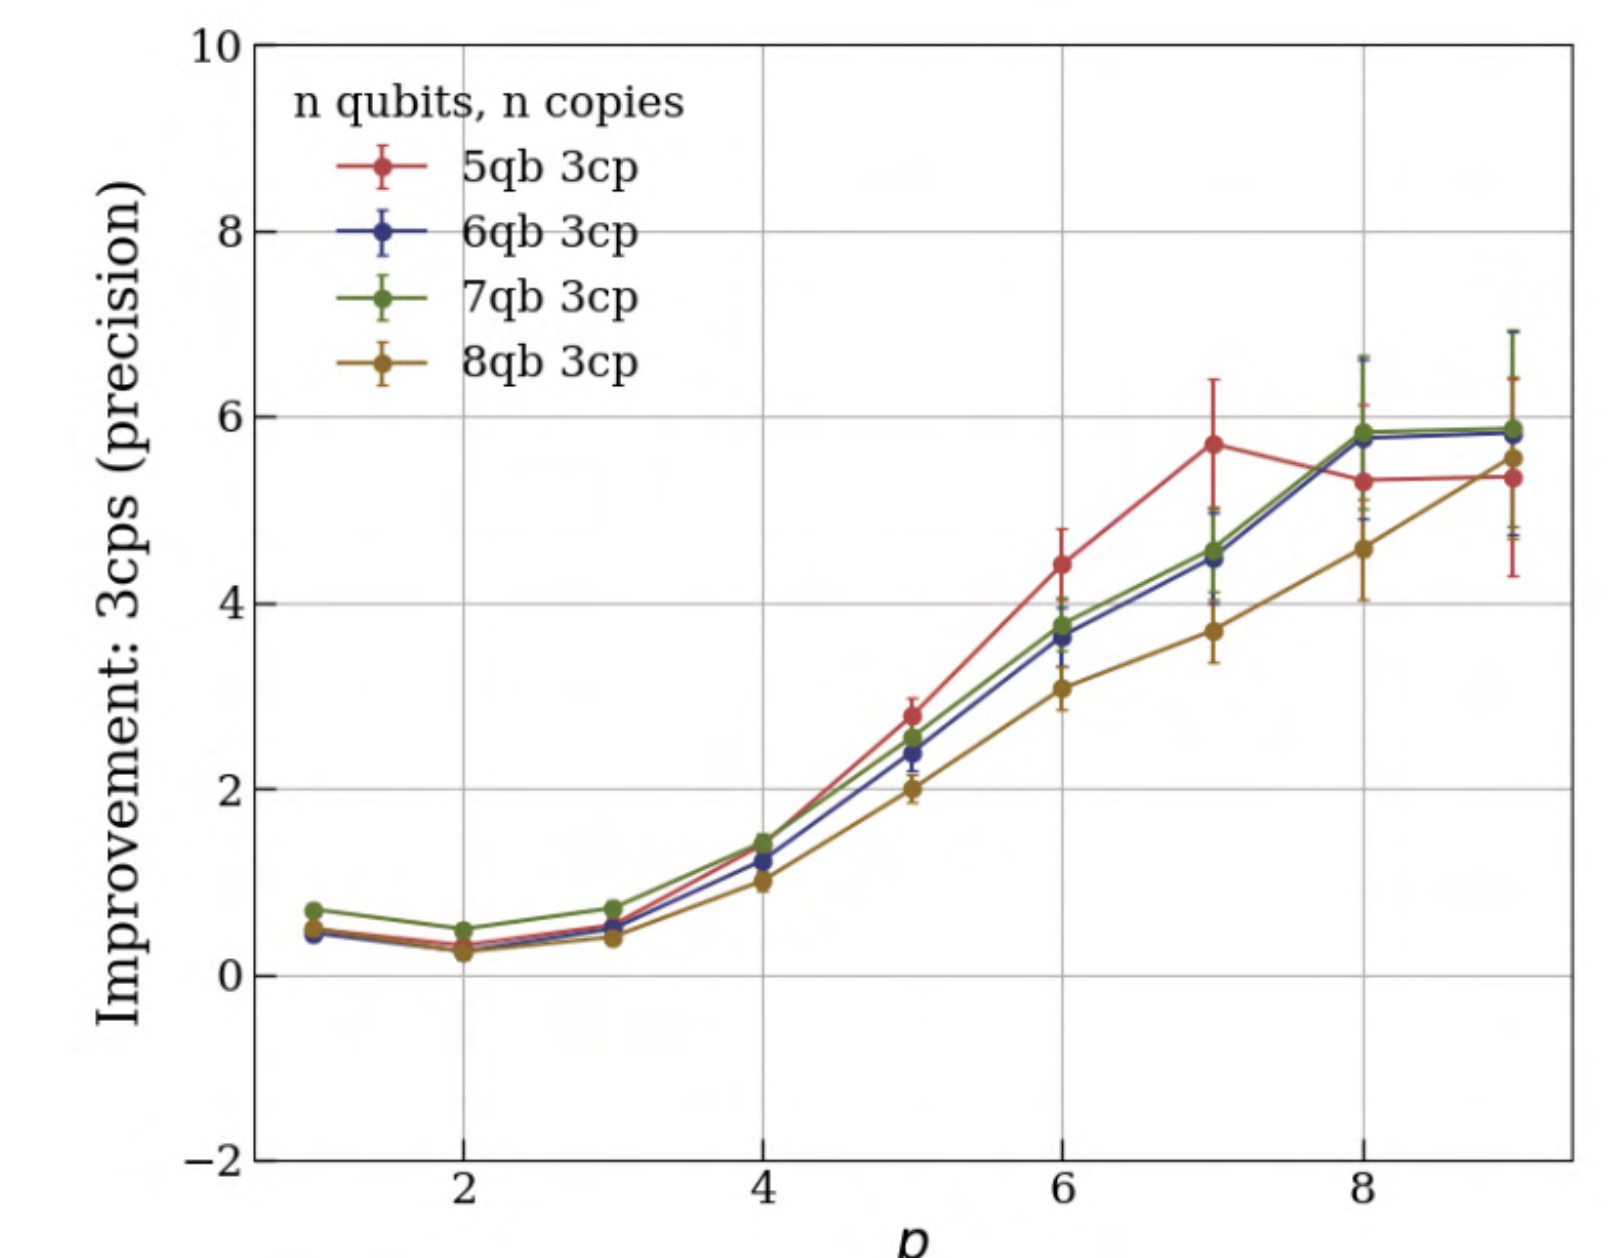 10
n qubits, n copies
5qb 3cp
8
6qb 3cp
7qb 3cp
8qb 3cp
6
4
2
0
−2
Improvement: 3cps (precision)
2 4 6 8
p